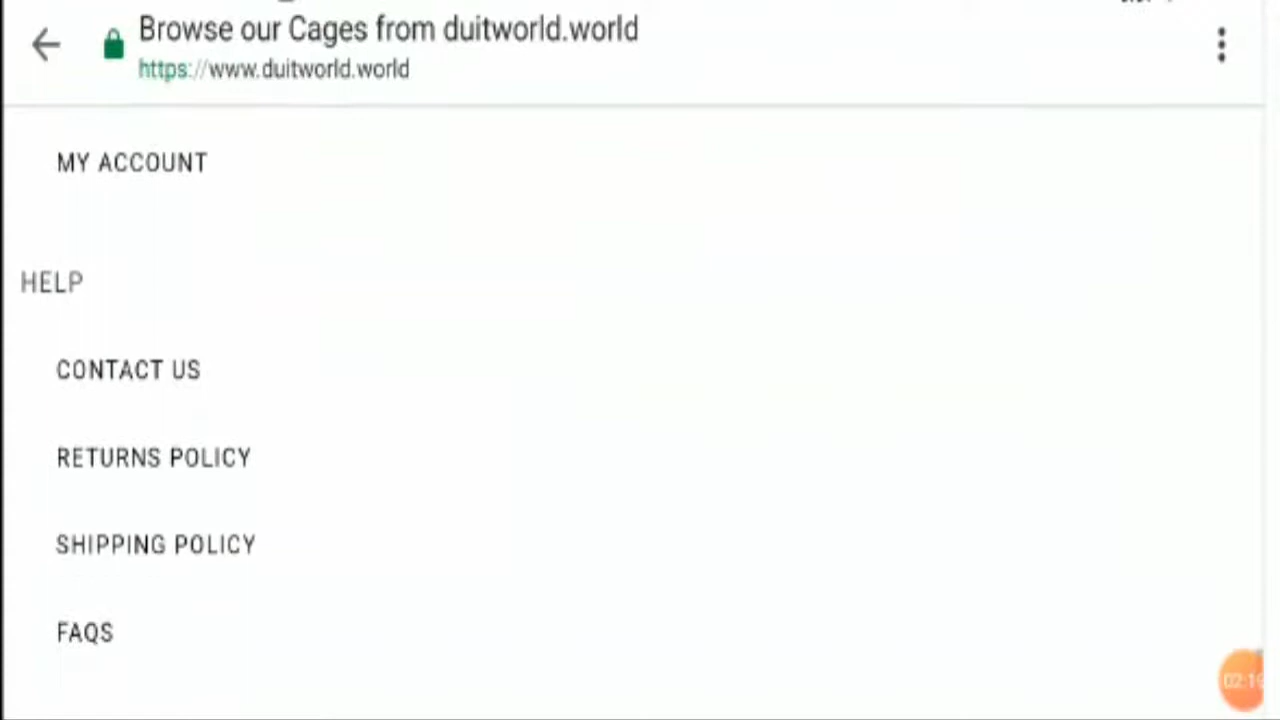 Browse our Cages from duitworld.world
https://www.duitworld.world
MY ACCOUNT
HELP
CONTACT US
RETURNS POLICY
SHIPPING POLICY
FAQS